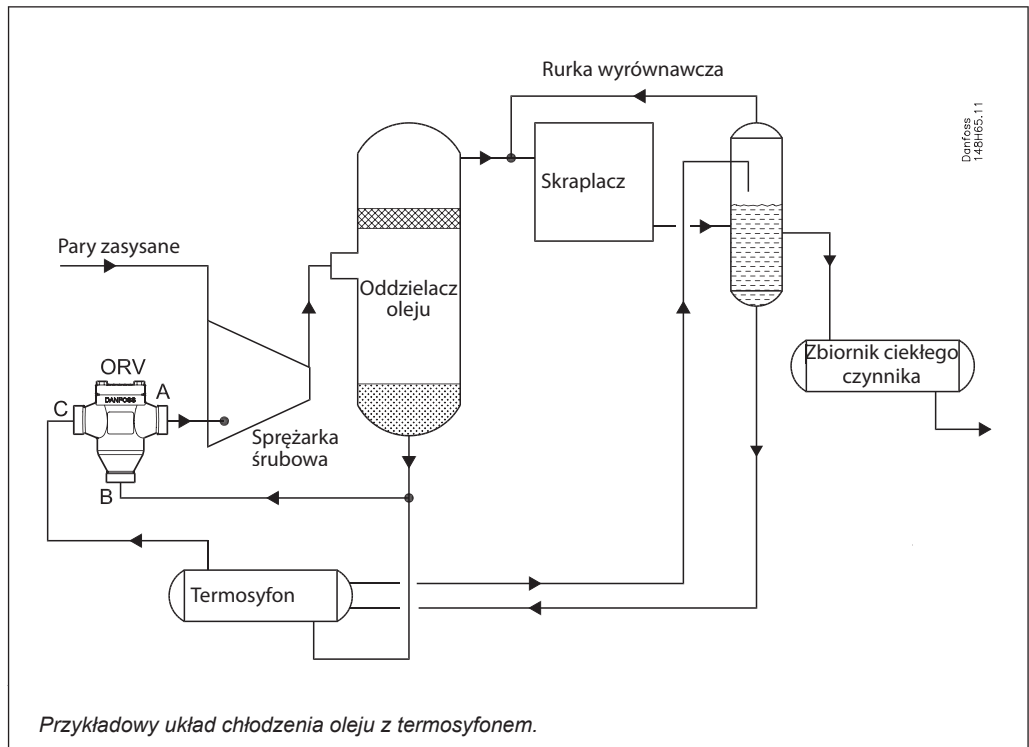 Rurka wyrównawcza
Danfoss
148H65.11
Skraplacz
Pary zasysane
Oddzielacz
oleju
Zbiornik ciekłego
czynnika
ORV
A
DANFOSS
C
Sprężarka
śrubowa
B
Termosyfon
Przykładowy układ chłodzenia oleju z termosyfonem.